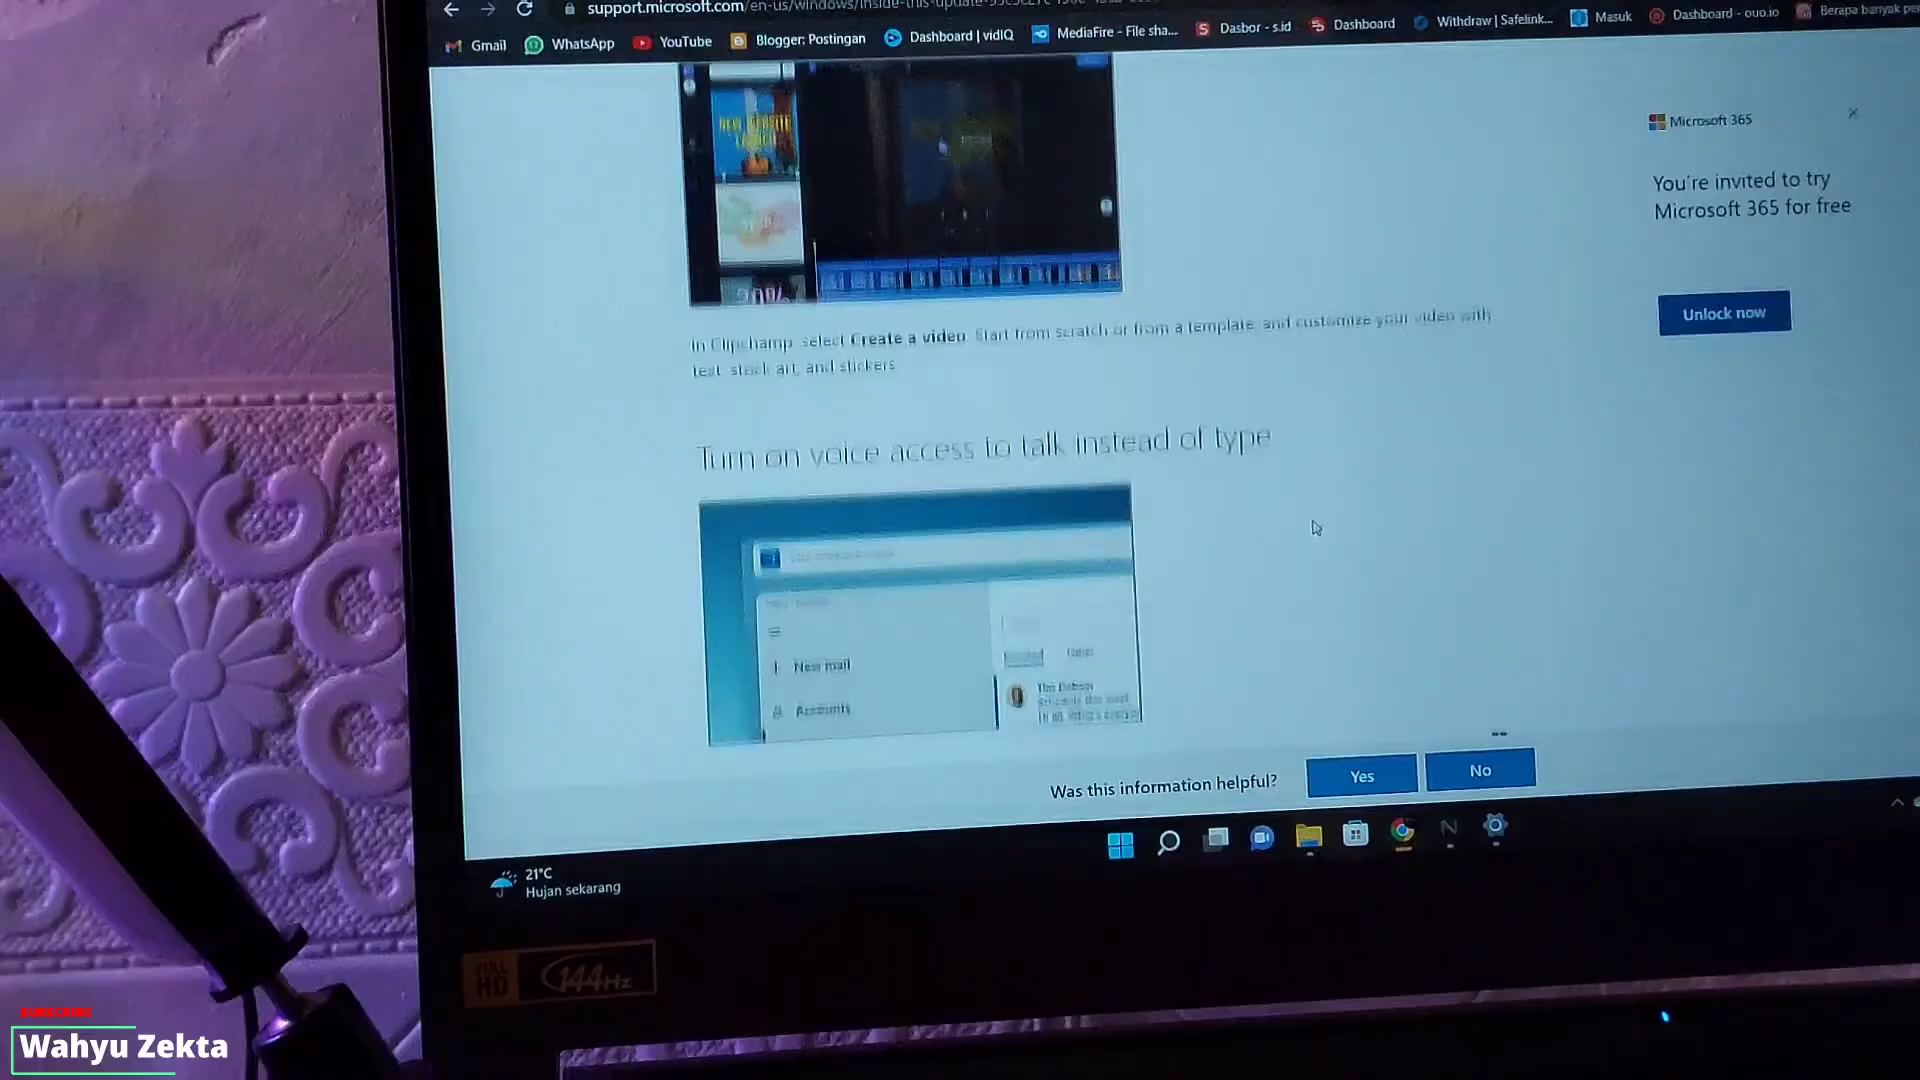 support.microsoft.com/en-us/windows/inside-this-update
Gmail
WhatsApp
YouTube
Blogger: Postingan
Dashboard | vidIQ
MediaFire - File sha...
Dasbor - s.id
Dashboard
Withdraw | Safelink...
Masuk
Dashboard - ouo.io
Berapa banyak
Microsoft 365
You're invited to try
Microsoft 365 for free
Unlock now
In Clipchamp, select Create a video. Start from scratch or from a template, and customize your video with
text, stock art, and stickers.
Turn on voice access to talk instead of type
New mail
Accounts
Was this information helpful?
Yes
No
21°C
Hujan sekarang
FULL
HD
144Hz
SUBSCRIBE
Wahyu Zekta